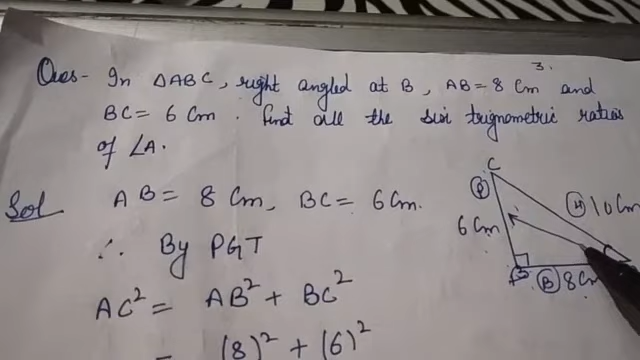 3.
Ques- In ΔABC, right angled at B, AB = 8 Cm and
BC = 6 Cm. find all the six trignometric ratios
of ∠A.
Sol AB = 8 Cm, BC = 6 Cm.
∴ By PGT
AC² = AB² + BC²
= (8)² + (6)²
C
P
6 Cm
H 10 Cm
B
B 8 Cm